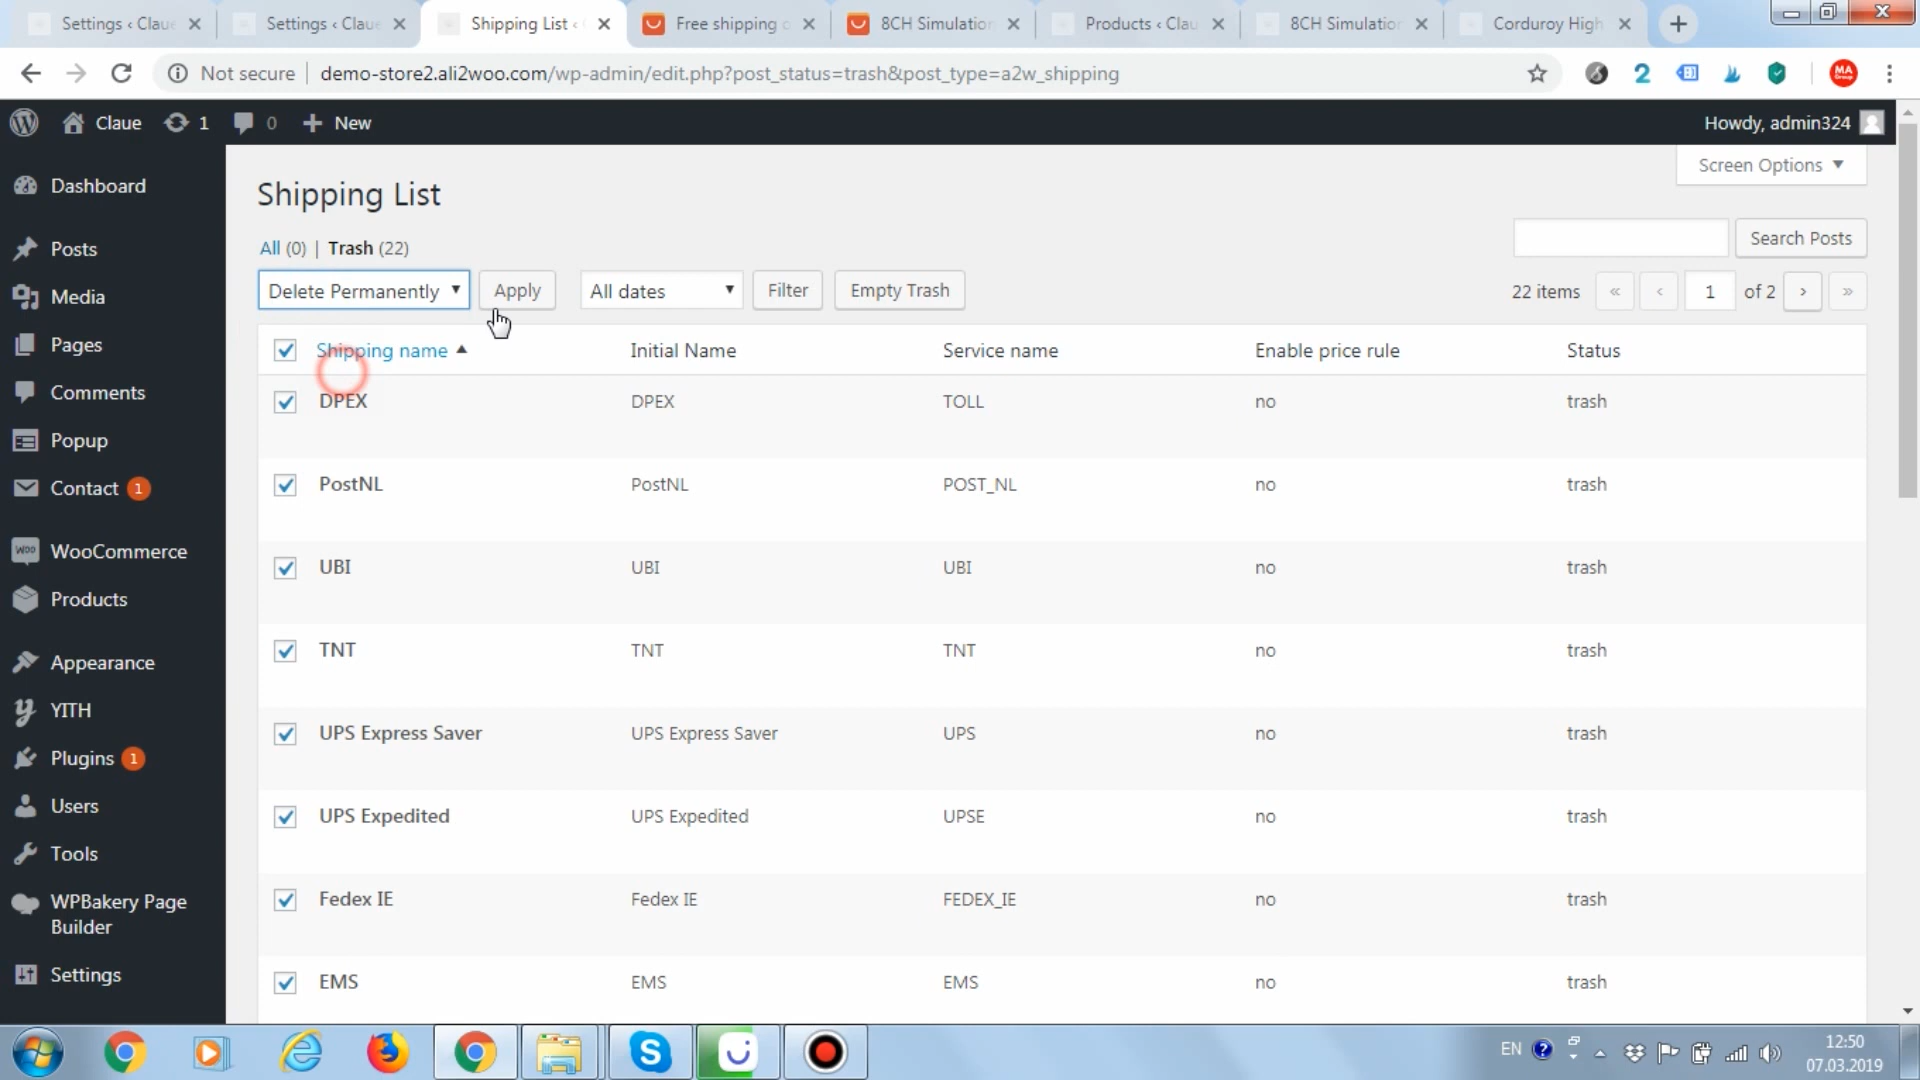 Settings ‹ Clau
Settings ‹ Clau
Shipping List ‹
Free shipping
8CH Simulation
Products ‹ Clau
8CH Simulation
Corduroy High
Not secure
demo-store2.ali2woo.com/wp-admin/edit.php?post_status=trash&post_type=a2w_shipping
2
MA
Group
Claue
1
0
New
Howdy, admin324
Screen Options
Dashboard
Posts
Media
Pages
Comments
Popup
Contact 1
WooCommerce
Products
Appearance
YITH
Plugins 1
Users
Tools
WPBakery Page
Builder
Settings
Shipping List
All (0) | Trash (22)
Search Posts
Delete Permanently
Apply
All dates
Filter
Empty Trash
22 items « ‹ 1 of 2 › »
Shipping name Initial Name Service name Enable price rule Status
DPEX DPEX TOLL no trash
PostNL PostNL POST_NL no trash
UBI UBI UBI no trash
TNT TNT TNT no trash
UPS Express Saver UPS Express Saver UPS no trash
UPS Expedited UPS Expedited UPSE no trash
Fedex IE Fedex IE FEDEX_IE no trash
EMS EMS EMS no trash
EN
12:50
07.03.2019